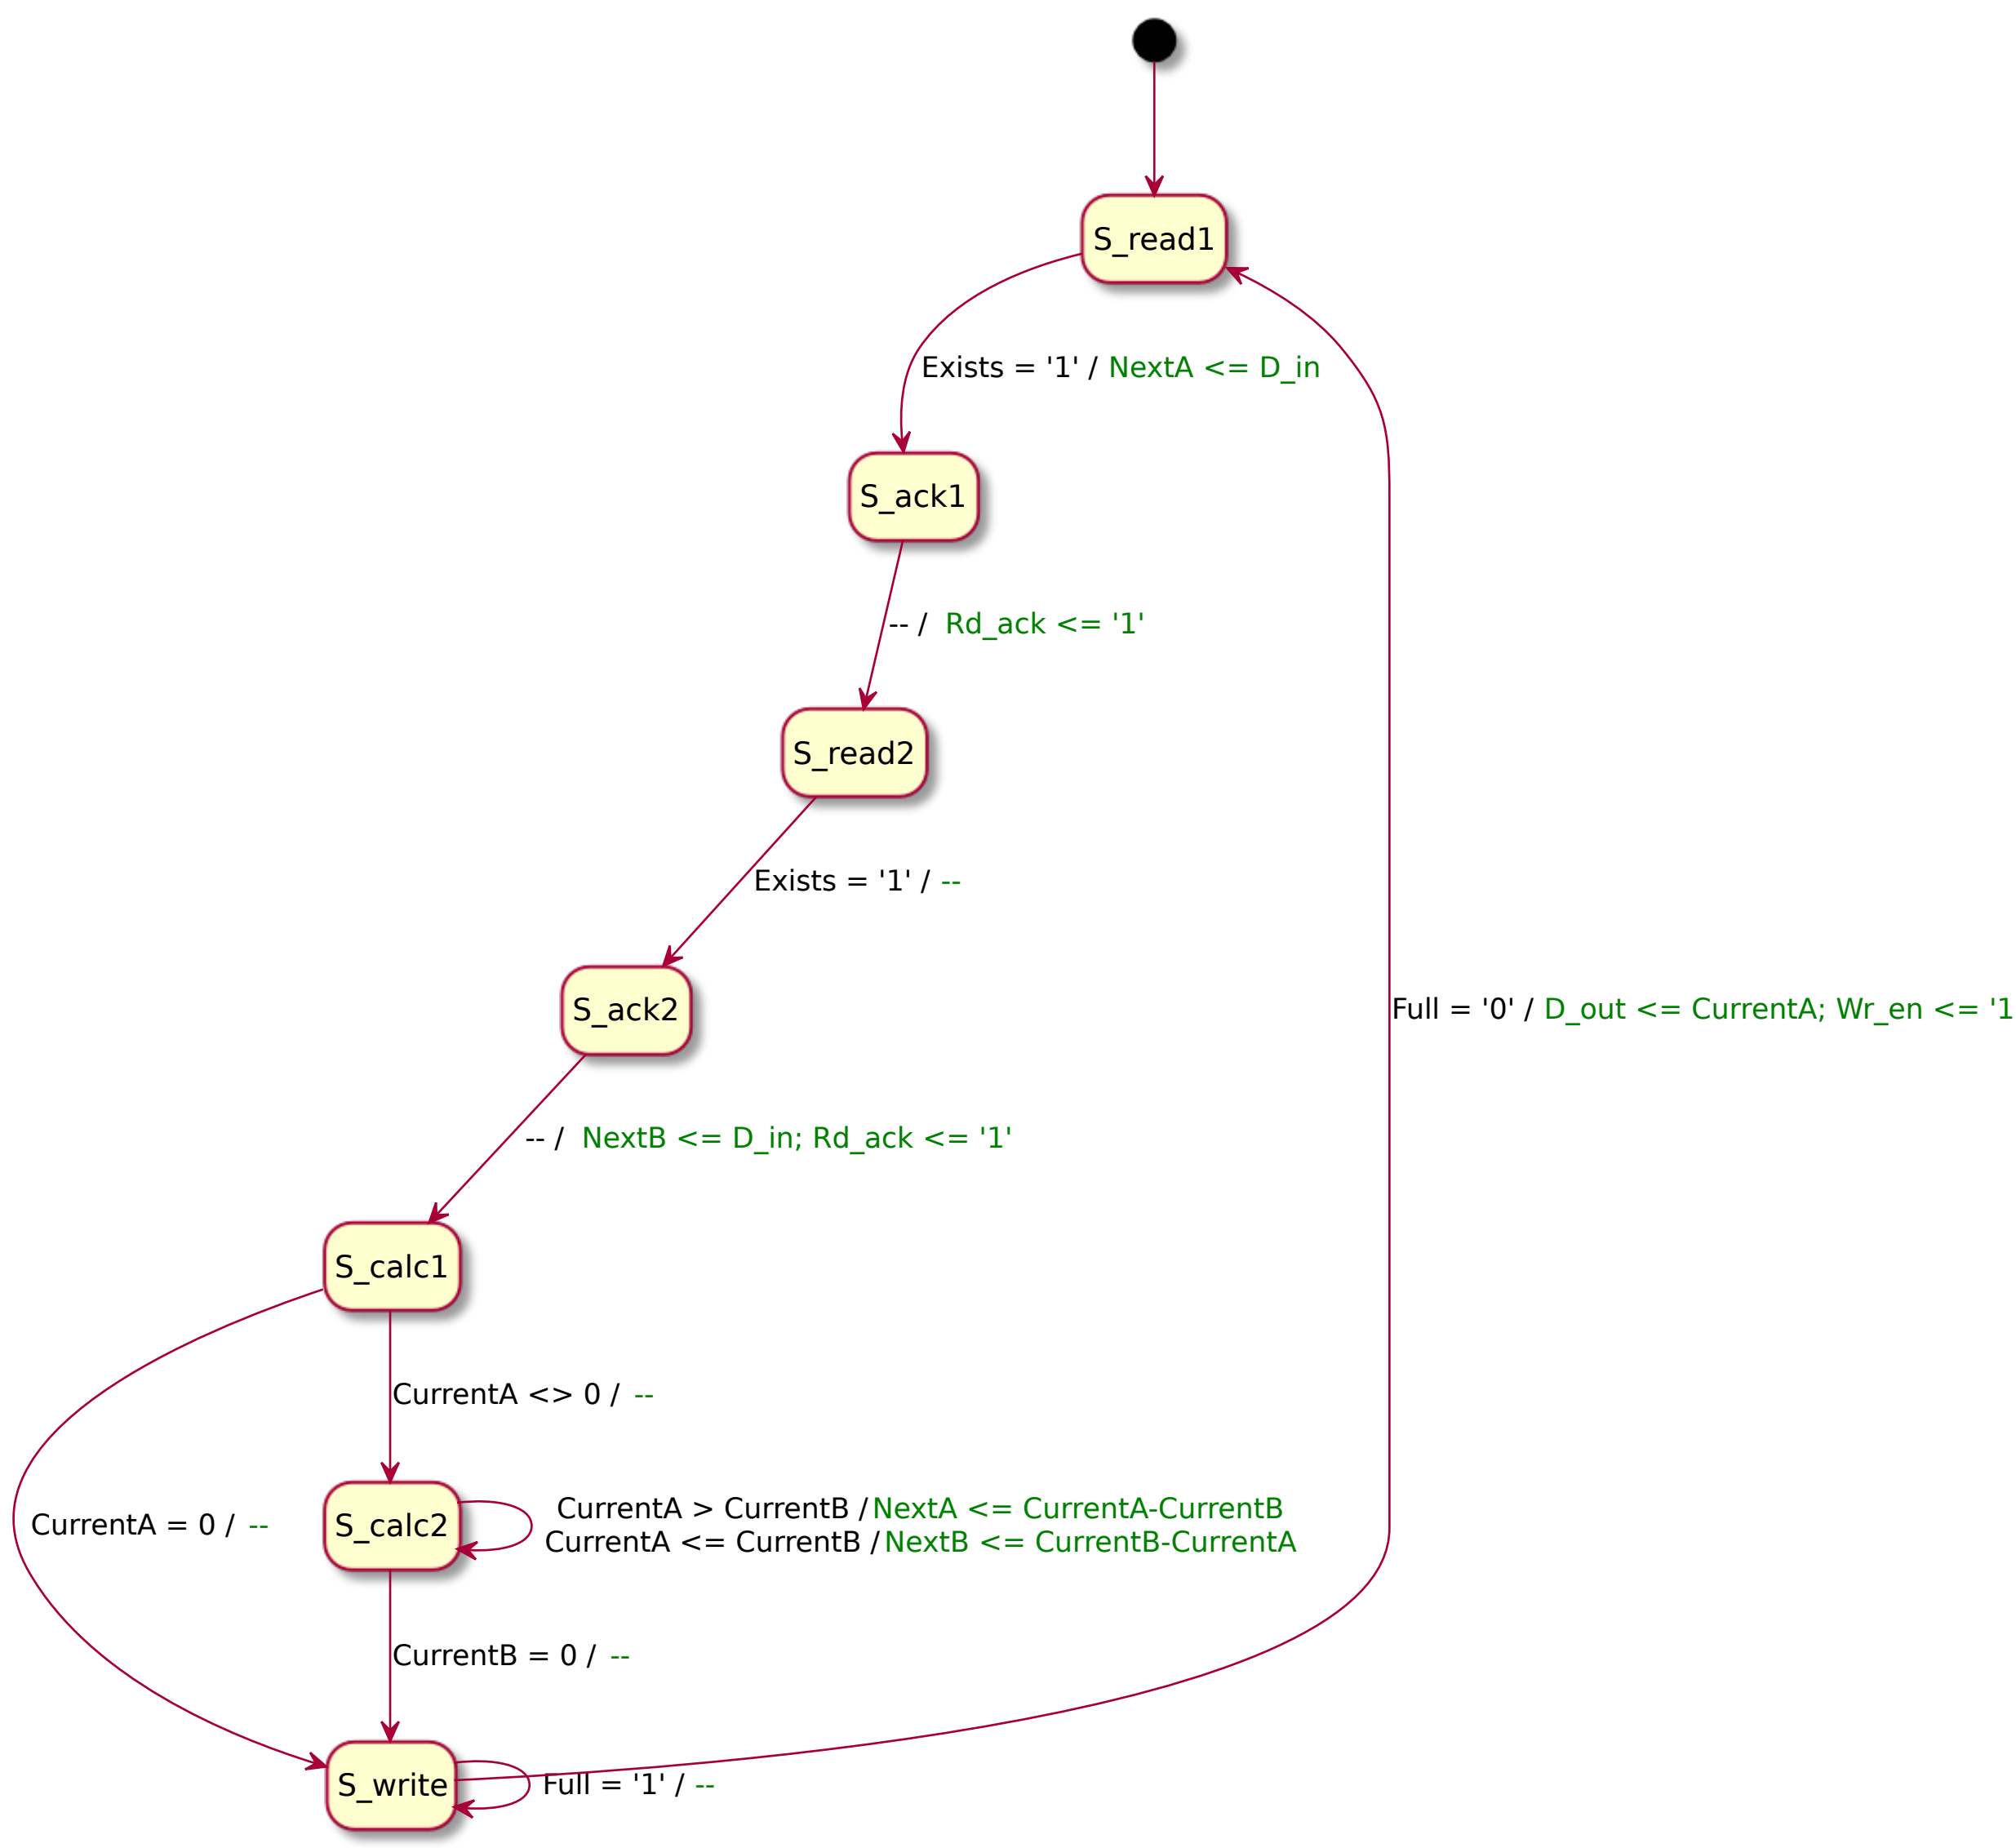 S_read1
Exists = '1' / NextA <= D_in
S_ack1
-- / Rd_ack <= '1'
S_read2
Exists = '1' / --
S_ack2
Full = '0' / D_out <= CurrentA; Wr_en <= '1
-- / NextB <= D_in; Rd_ack <= '1'
S_calc1
CurrentA <> 0 / --
CurrentA = 0 / --
S_calc2
CurrentA > CurrentB / NextA <= CurrentA-CurrentB
CurrentA <= CurrentB / NextB <= CurrentB-CurrentA
CurrentB = 0 / --
S_write
Full = '1' / --